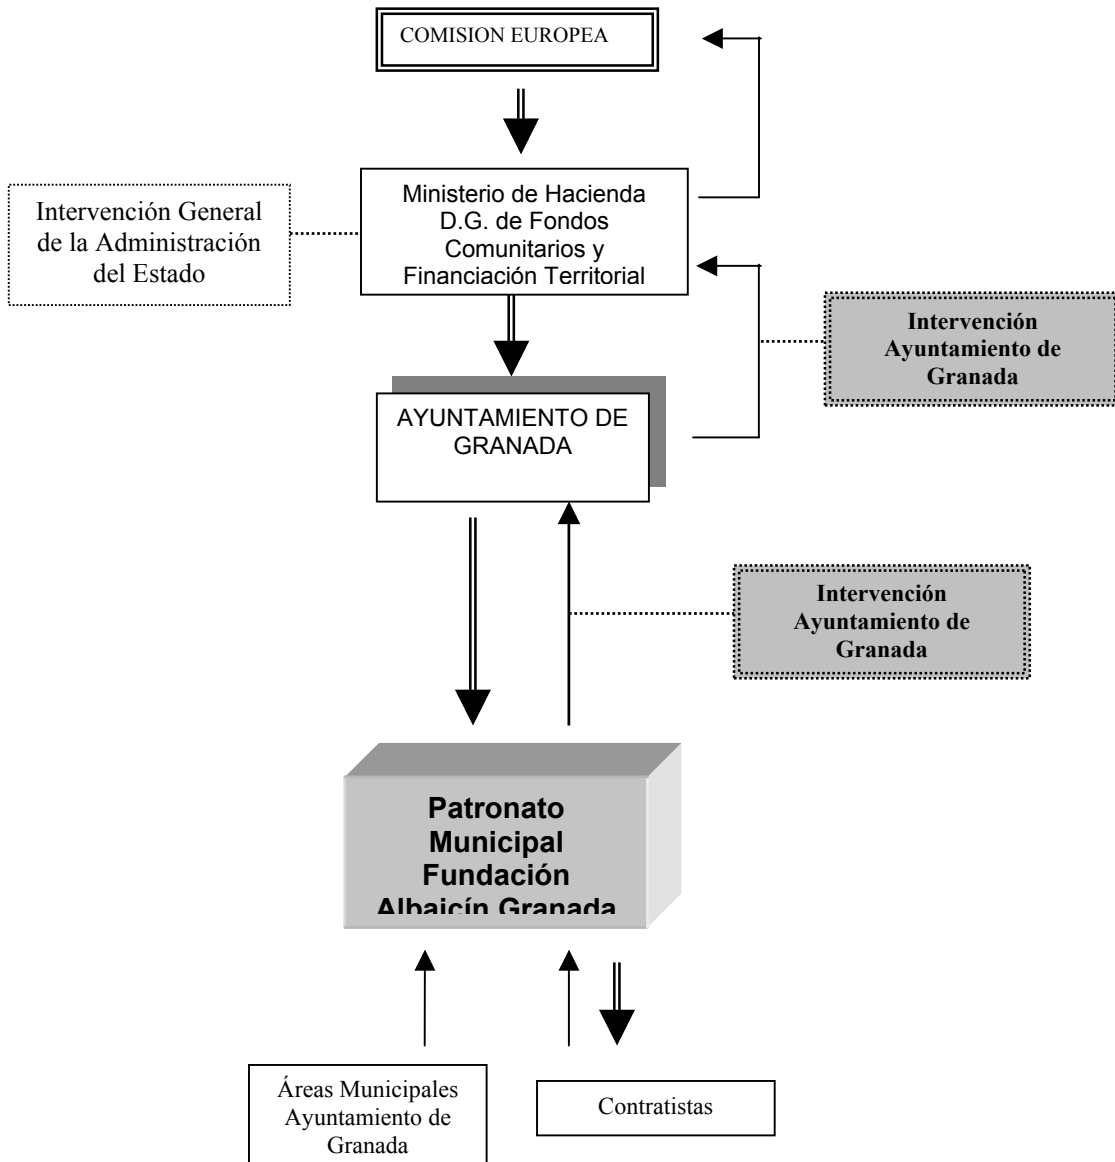 COMISION EUROPEA
Ministerio de Hacienda
D.G. de Fondos
Comunitarios y
Financiación Territorial
Intervención General
de la Administración
del Estado
Intervención
Ayuntamiento de
Granada
AYUNTAMIENTO DE
GRANADA
Intervención
Ayuntamiento de
Granada
Patronato
Municipal
Fundación
Albaicín Granada
Áreas Municipales
Ayuntamiento de
Granada
Contratistas